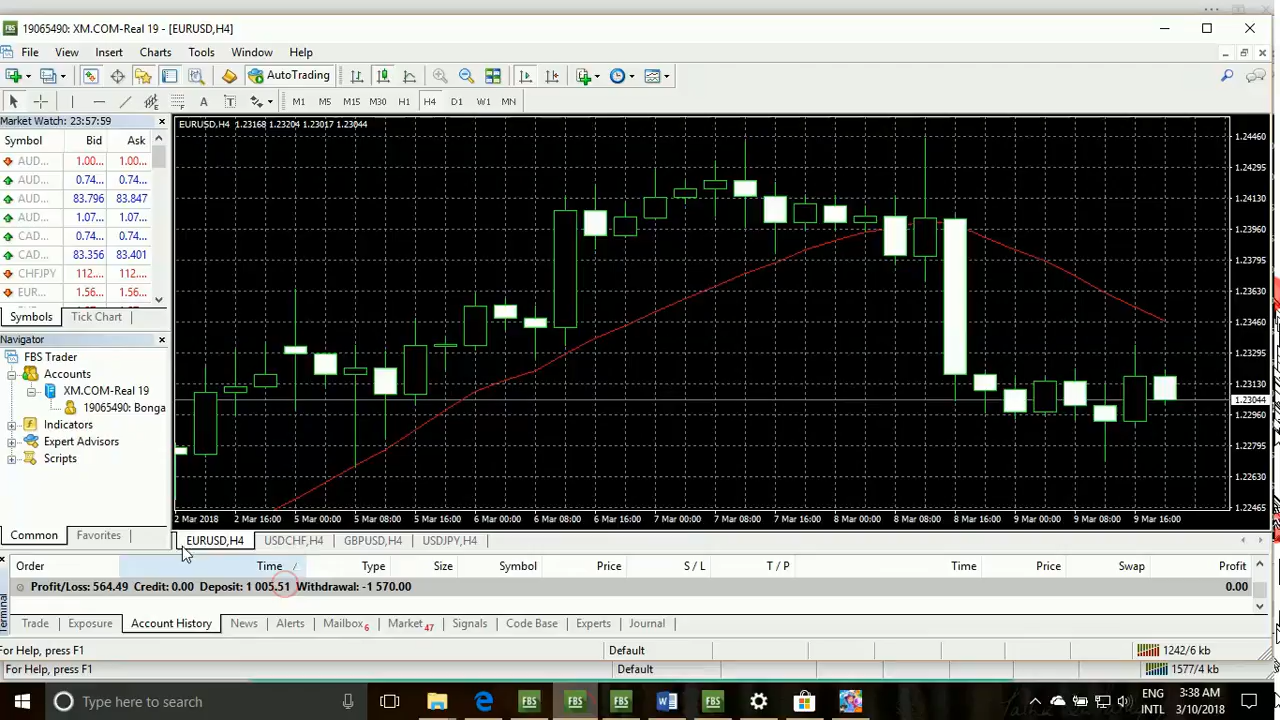 19065490: XM.COM-Real 19 - [EURUSD,H4]
File View Insert Charts Tools Window Help
AutoTrading
M1 M5 M15 M30 H1 H4 D1 W1 MN
Market Watch: 23:57:59
Symbol Bid Ask
AUD... 1.00... 1.00...
AUD... 0.74... 0.74...
AUD... 83.796 83.847
AUD... 1.07... 1.07...
CAD... 0.74... 0.74...
CAD... 83.356 83.401
CHFJPY 112.... 112....
EUR... 1.56... 1.56...
Symbols Tick Chart
Navigator
FBS Trader
Accounts
XM.COM-Real 19
19065490: Bonga
Indicators
Expert Advisors
Scripts
Common Favorites
EURUSD,H4 1.23168 1.23204 1.23017 1.23044
1.24460
1.24295
1.24130
1.23960
1.23795
1.23630
1.23460
1.23295
1.23130
1.23044
1.22960
1.22795
1.22630
1.22465
2 Mar 2018 2 Mar 16:00 5 Mar 00:00 5 Mar 08:00 5 Mar 16:00 6 Mar 00:00 6 Mar 08:00 6 Mar 16:00 7 Mar 00:00 7 Mar 08:00 7 Mar 16:00 8 Mar 00:00 8 Mar 08:00 8 Mar 16:00 9 Mar 00:00 9 Mar 08:00 9 Mar 16:00
EURUSD,H4 USDCHF,H4 GBPUSD,H4 USDJPY,H4
Order Time / Type Size Symbol Price S / L T / P Time Price Swap Profit
Profit/Loss: 564.49 Credit: 0.00 Deposit: 1 005.51 Withdrawal: -1 570.00 0.00
Terminal
Trade Exposure Account History News Alerts Mailbox 6 Market 47 Signals Code Base Experts Journal
For Help, press F1 Default 1242/6 kb
For Help, press F1 Default 1577/4 kb
Type here to search
FBS FBS FBS FBS
ENG 3:38 AM
INTL 3/10/2018